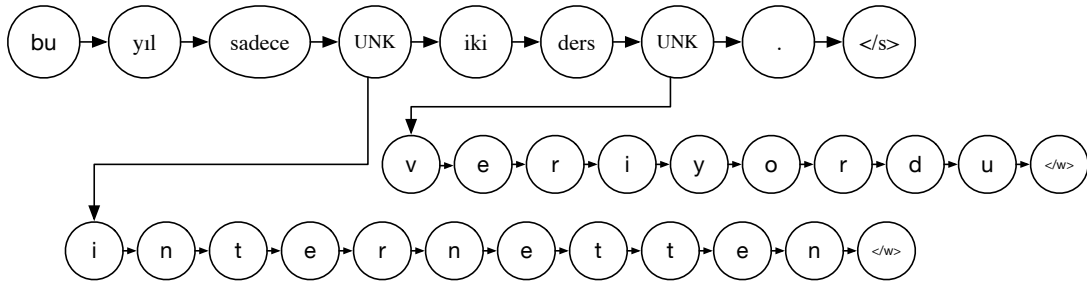 bu yıl sadece UNK iki ders UNK . </s>
v e r i y o r d u </w>
i n t e r n e t t e n </w>